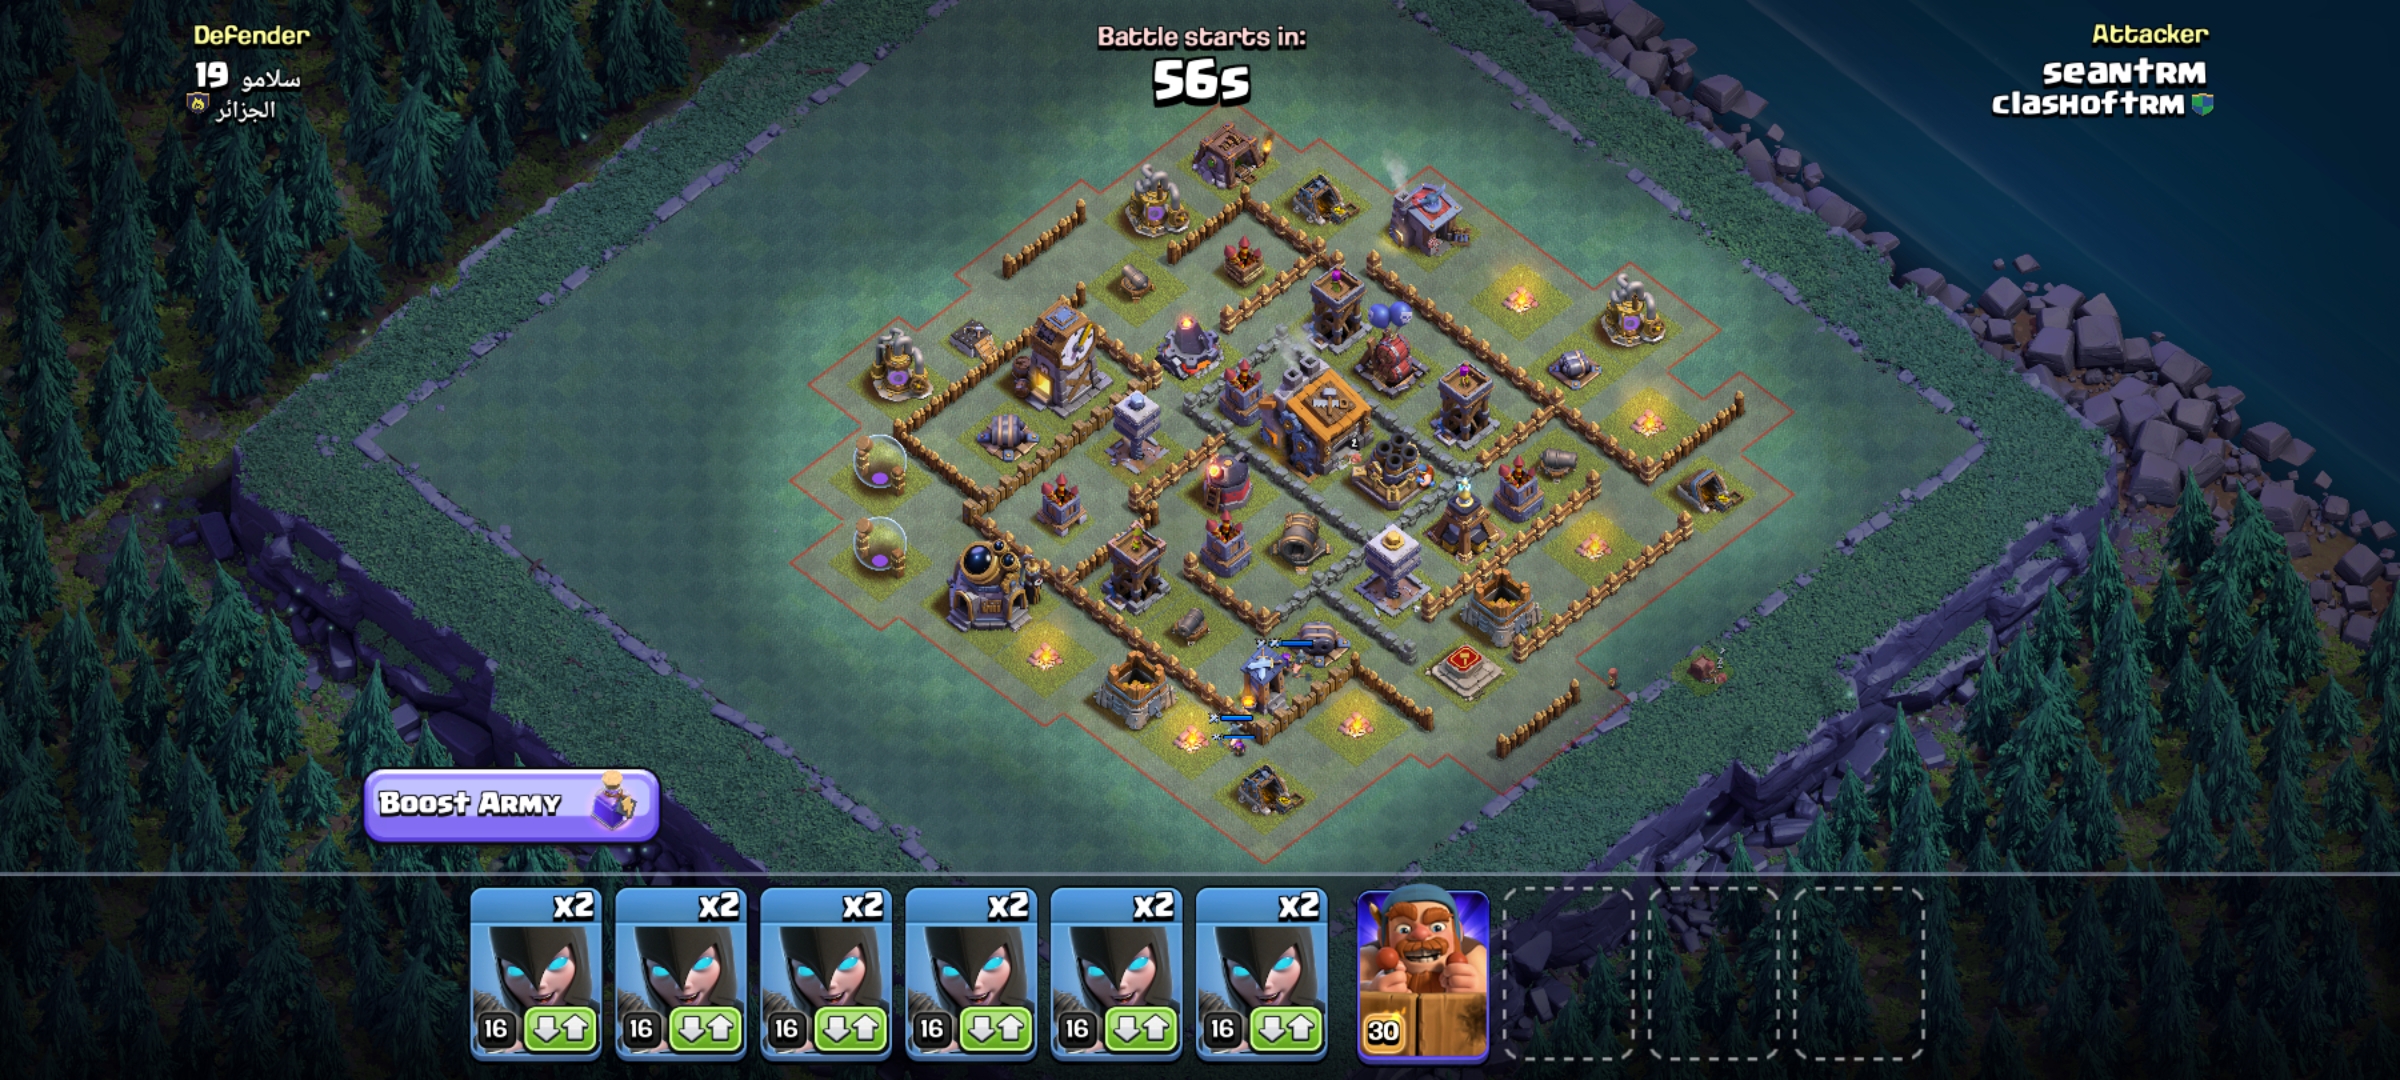 Defender
سلامو 19
الجزائر
Battle starts in:
56s
Attacker
seantRM
clashoftRM
Boost Army
x2
x2
x2
x2
x2
x2
16
16
16
16
16
16
30